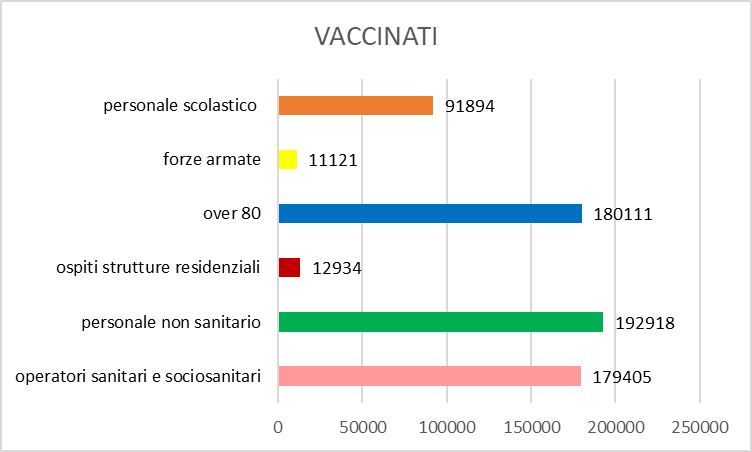 VACCINATI
personale scolastico 91894
forze armate 11121
over 80 180111
ospiti strutture residenziali 12934
personale non sanitario 192918
operatori sanitari e sociosanitari 179405
0 50000 100000 150000 200000 250000